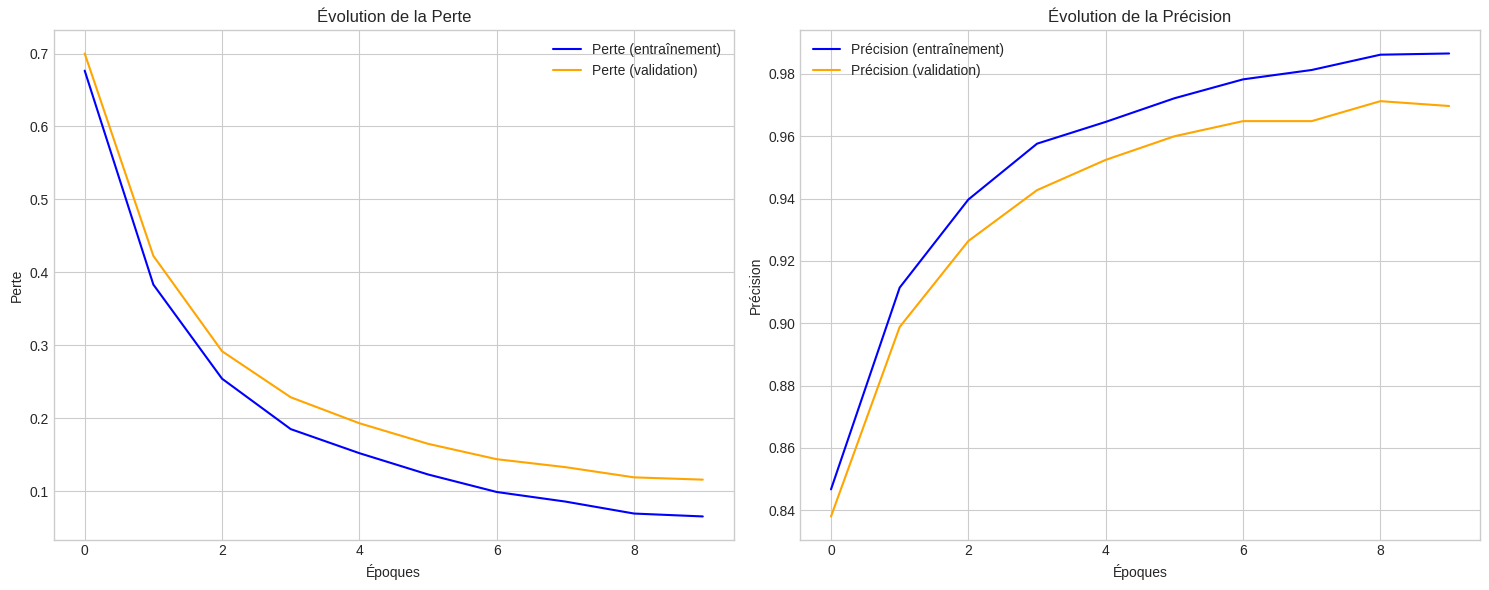 Évolution de la Perte
Perte (entraînement)
Perte (validation)
0.7
0.6
0.5
0.4
0.3
0.2
0.1
Perte
0 2 4 6 8
Époques
Évolution de la Précision
Précision (entraînement)
Précision (validation)
0.98
0.96
0.94
0.92
0.90
0.88
0.86
0.84
Précision
0 2 4 6 8
Époques